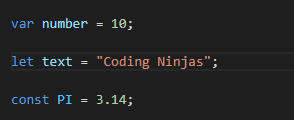 var number = 10;
let text = "Coding Ninjas";
const PI = 3.14;